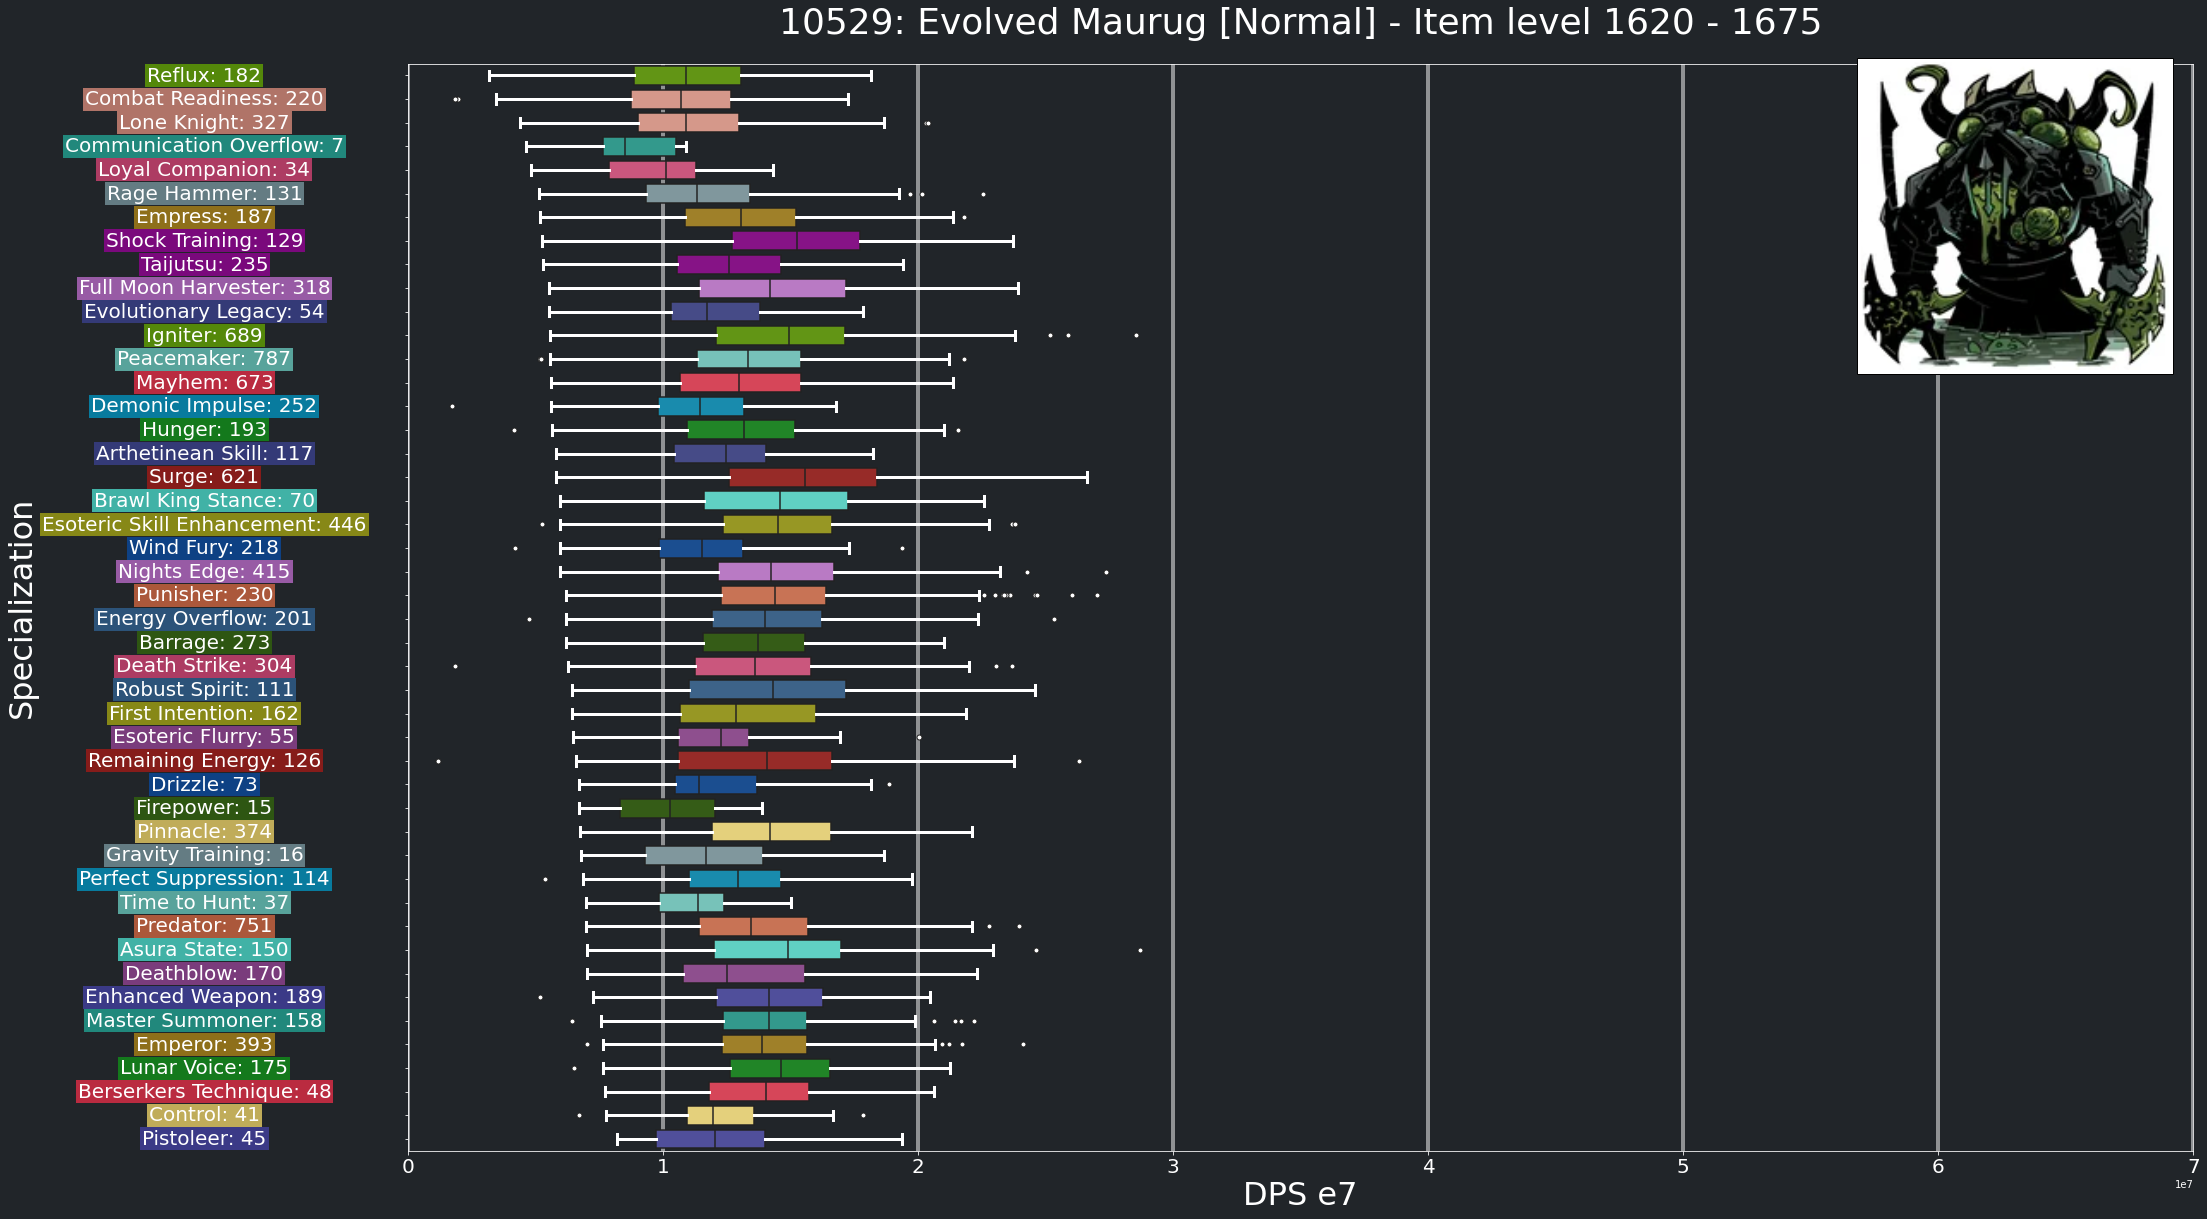 10529: Evolved Maurug [Normal] - Item level 1620 - 1675
Reflux: 182
Combat Readiness: 220
Lone Knight: 327
Communication Overflow: 7
Loyal Companion: 34
Rage Hammer: 131
Empress: 187
Shock Training: 129
Taijutsu: 235
Full Moon Harvester: 318
Evolutionary Legacy: 54
Igniter: 689
Peacemaker: 787
Mayhem: 673
Demonic Impulse: 252
Hunger: 193
Arthetinean Skill: 117
Surge: 621
Brawl King Stance: 70
Esoteric Skill Enhancement: 446
Wind Fury: 218
Nights Edge: 415
Punisher: 230
Energy Overflow: 201
Barrage: 273
Death Strike: 304
Robust Spirit: 111
First Intention: 162
Esoteric Flurry: 55
Remaining Energy: 126
Drizzle: 73
Firepower: 15
Pinnacle: 374
Gravity Training: 16
Perfect Suppression: 114
Time to Hunt: 37
Predator: 751
Asura State: 150
Deathblow: 170
Enhanced Weapon: 189
Master Summoner: 158
Emperor: 393
Lunar Voice: 175
Berserkers Technique: 48
Control: 41
Pistoleer: 45
Specialization
0 1 2 3 4 5 6 7
DPS e7
1e7